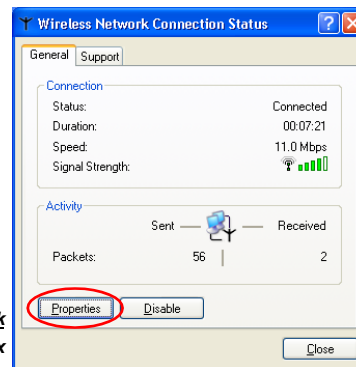 Wireless Network Connection Status
General Support
Connection
Status: Connected
Duration: 00:07:21
Speed: 11.0 Mbps
Signal Strength:
Activity
Sent — — Received
Packets: 56 | 2
Properties Disable
k
x
Close